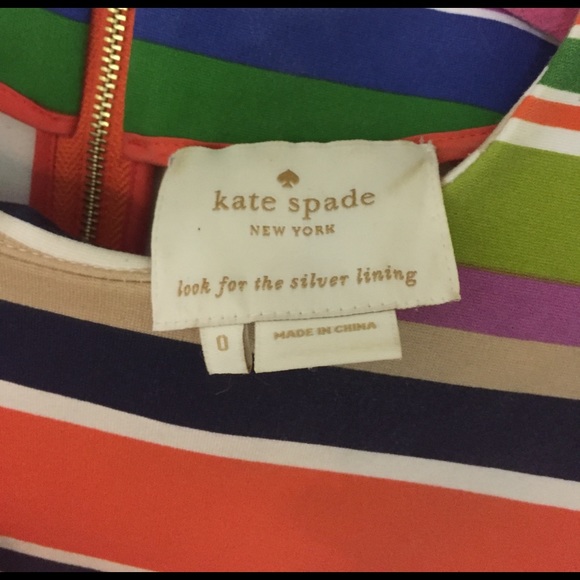 kate spade
NEW YORK
look for the silver lining
0
MADE IN CHINA